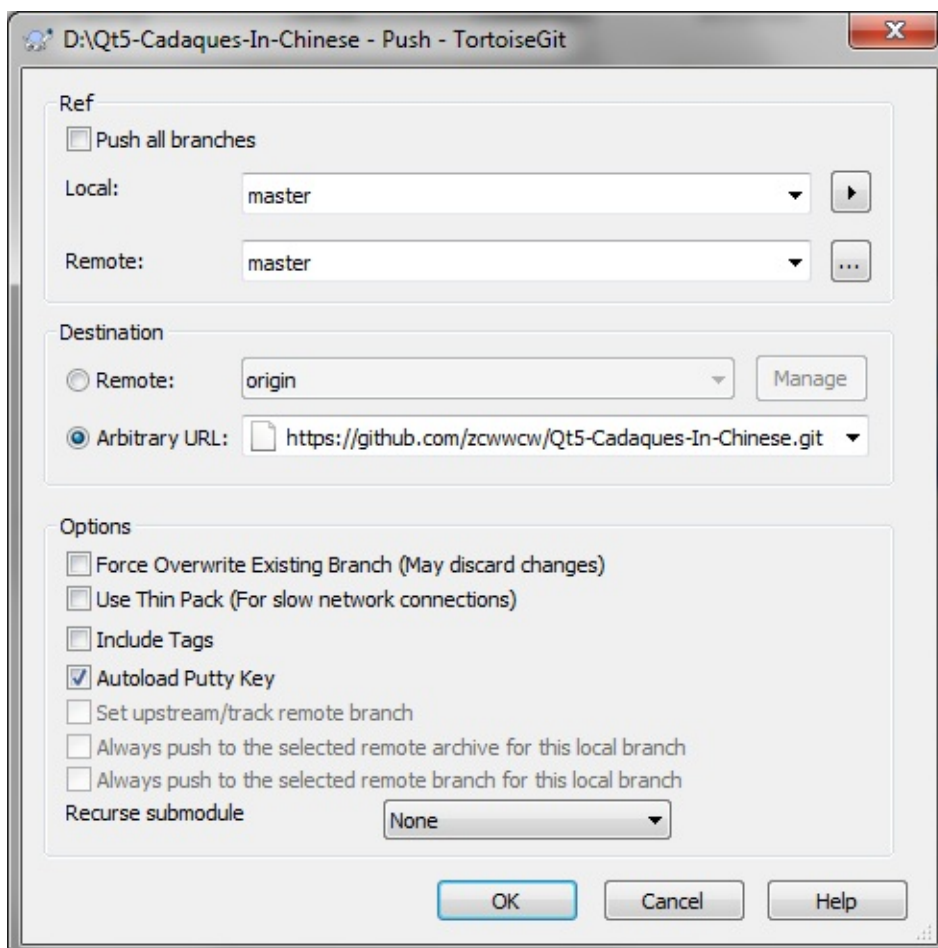 D:\Qt5-Cadaques-In-Chinese - Push - TortoiseGit
Ref
Push all branches
Local: master
Remote: master ...
Destination
Remote: origin Manage
Arbitrary URL: https://github.com/zcwwcw/Qt5-Cadaques-In-Chinese.git
Options
Force Overwrite Existing Branch (May discard changes)
Use Thin Pack (For slow network connections)
Include Tags
Autoload Putty Key
Set upstream/track remote branch
Always push to the selected remote archive for this local branch
Always push to the selected remote branch for this local branch
Recurse submodule None
OK Cancel Help